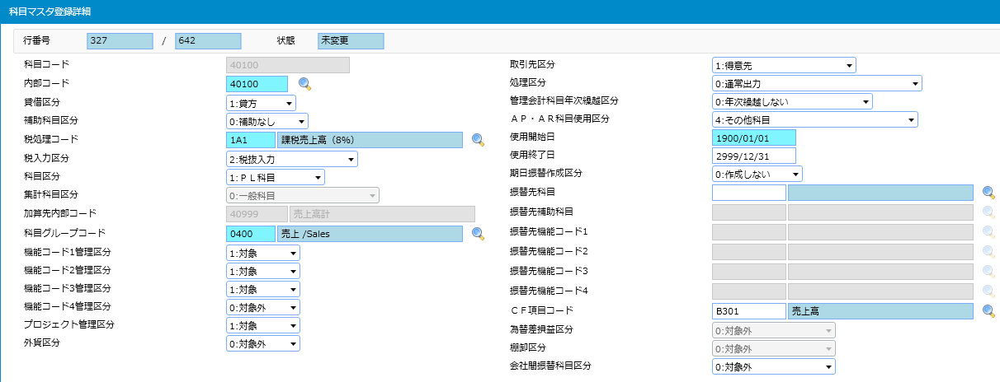 科目マスタ登録詳細
行番号 327 / 642 状態 未変更
科目コード 40100
内部コード 40100
貸借区分 1:貸方
補助科目区分 0:補助なし
税処理コード 1A1 課税売上高（8%）
税入力区分 2:税抜入力
科目区分 1:ＰＬ科目
集計科目区分 0:一般科目
加算先内部コード 40999 売上高計
科目グループコード 0400 売上 /Sales
機能コード1管理区分 1:対象
機能コード2管理区分 1:対象
機能コード3管理区分 1:対象
機能コード4管理区分 0:対象外
プロジェクト管理区分 1:対象
外貨区分 0:対象外
取引先区分 1:得意先
処理区分 0:通常出力
管理会計科目年次繰越区分 0:年次繰越しない
ＡＰ・ＡＲ科目使用区分 4:その他科目
使用開始日 1900/01/01
使用終了日 2999/12/31
期日振替作成区分 0:作成しない
振替先科目
振替先補助科目
振替先機能コード1
振替先機能コード2
振替先機能コード3
振替先機能コード4
ＣＦ項目コード B301 売上高
為替差損益区分 0:対象外
棚卸区分 0:対象外
会社間振替科目区分 0:対象外